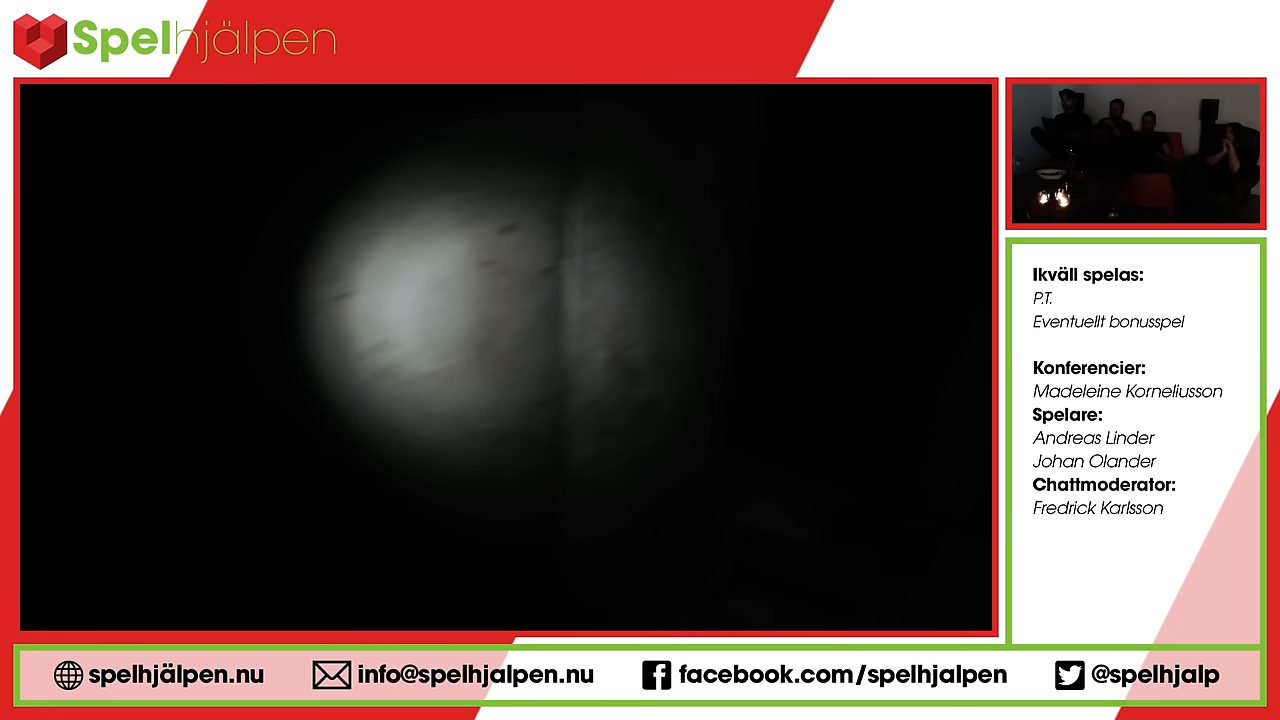 Spelhjälpen
Ikväll spelas:
P.T.
Eventuellt bonusspel
Konferencier:
Madeleine Korneliusson
Spelare:
Andreas Linder
Johan Olander
Chattmoderator:
Fredrick Karlsson
spelhjälpen.nu
info@spelhjalpen.nu
facebook.com/spelhjalpen
@spelhjalp